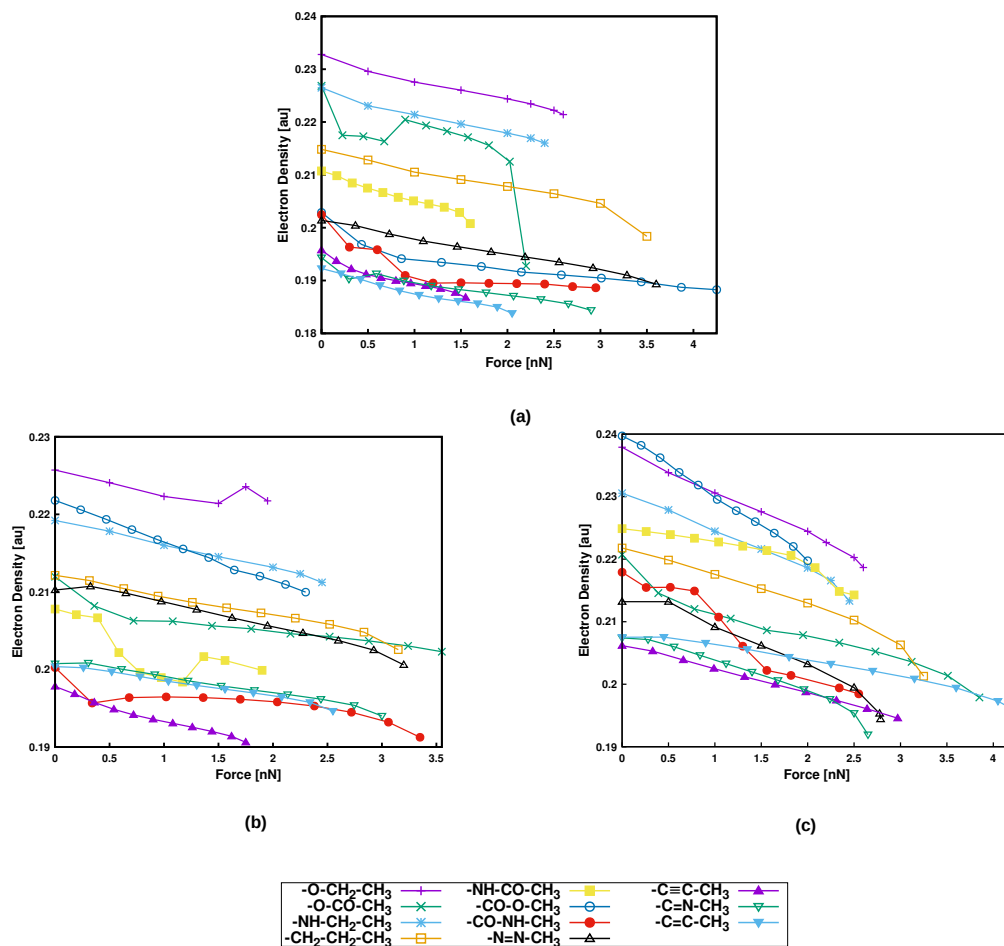 0.24
0.23
0.22
0.21
0.2
0.19
0.18
Electron Density [au]
0 0.5 1 1.5 2 2.5 3 3.5 4
Force [nN]
(a)
0.23
0.22
0.21
0.2
0.19
Electron Density [au]
0 0.5 1 1.5 2 2.5 3 3.5
Force [nN]
(b)
0.24
0.23
0.22
0.21
0.2
0.19
Electron Density [au]
0 0.5 1 1.5 2 2.5 3 3.5 4
Force [nN]
(c)
-O-CH₂-CH₃ -NH-CO-CH₃ -C≡C-CH₃
-O-CO-CH₃ -CO-O-CH₃ -C=N-CH₃
-NH-CH₂-CH₃ -CO-NH-CH₃ -C=C-CH₃
-CH₂-CH₂-CH₃ -N=N-CH₃